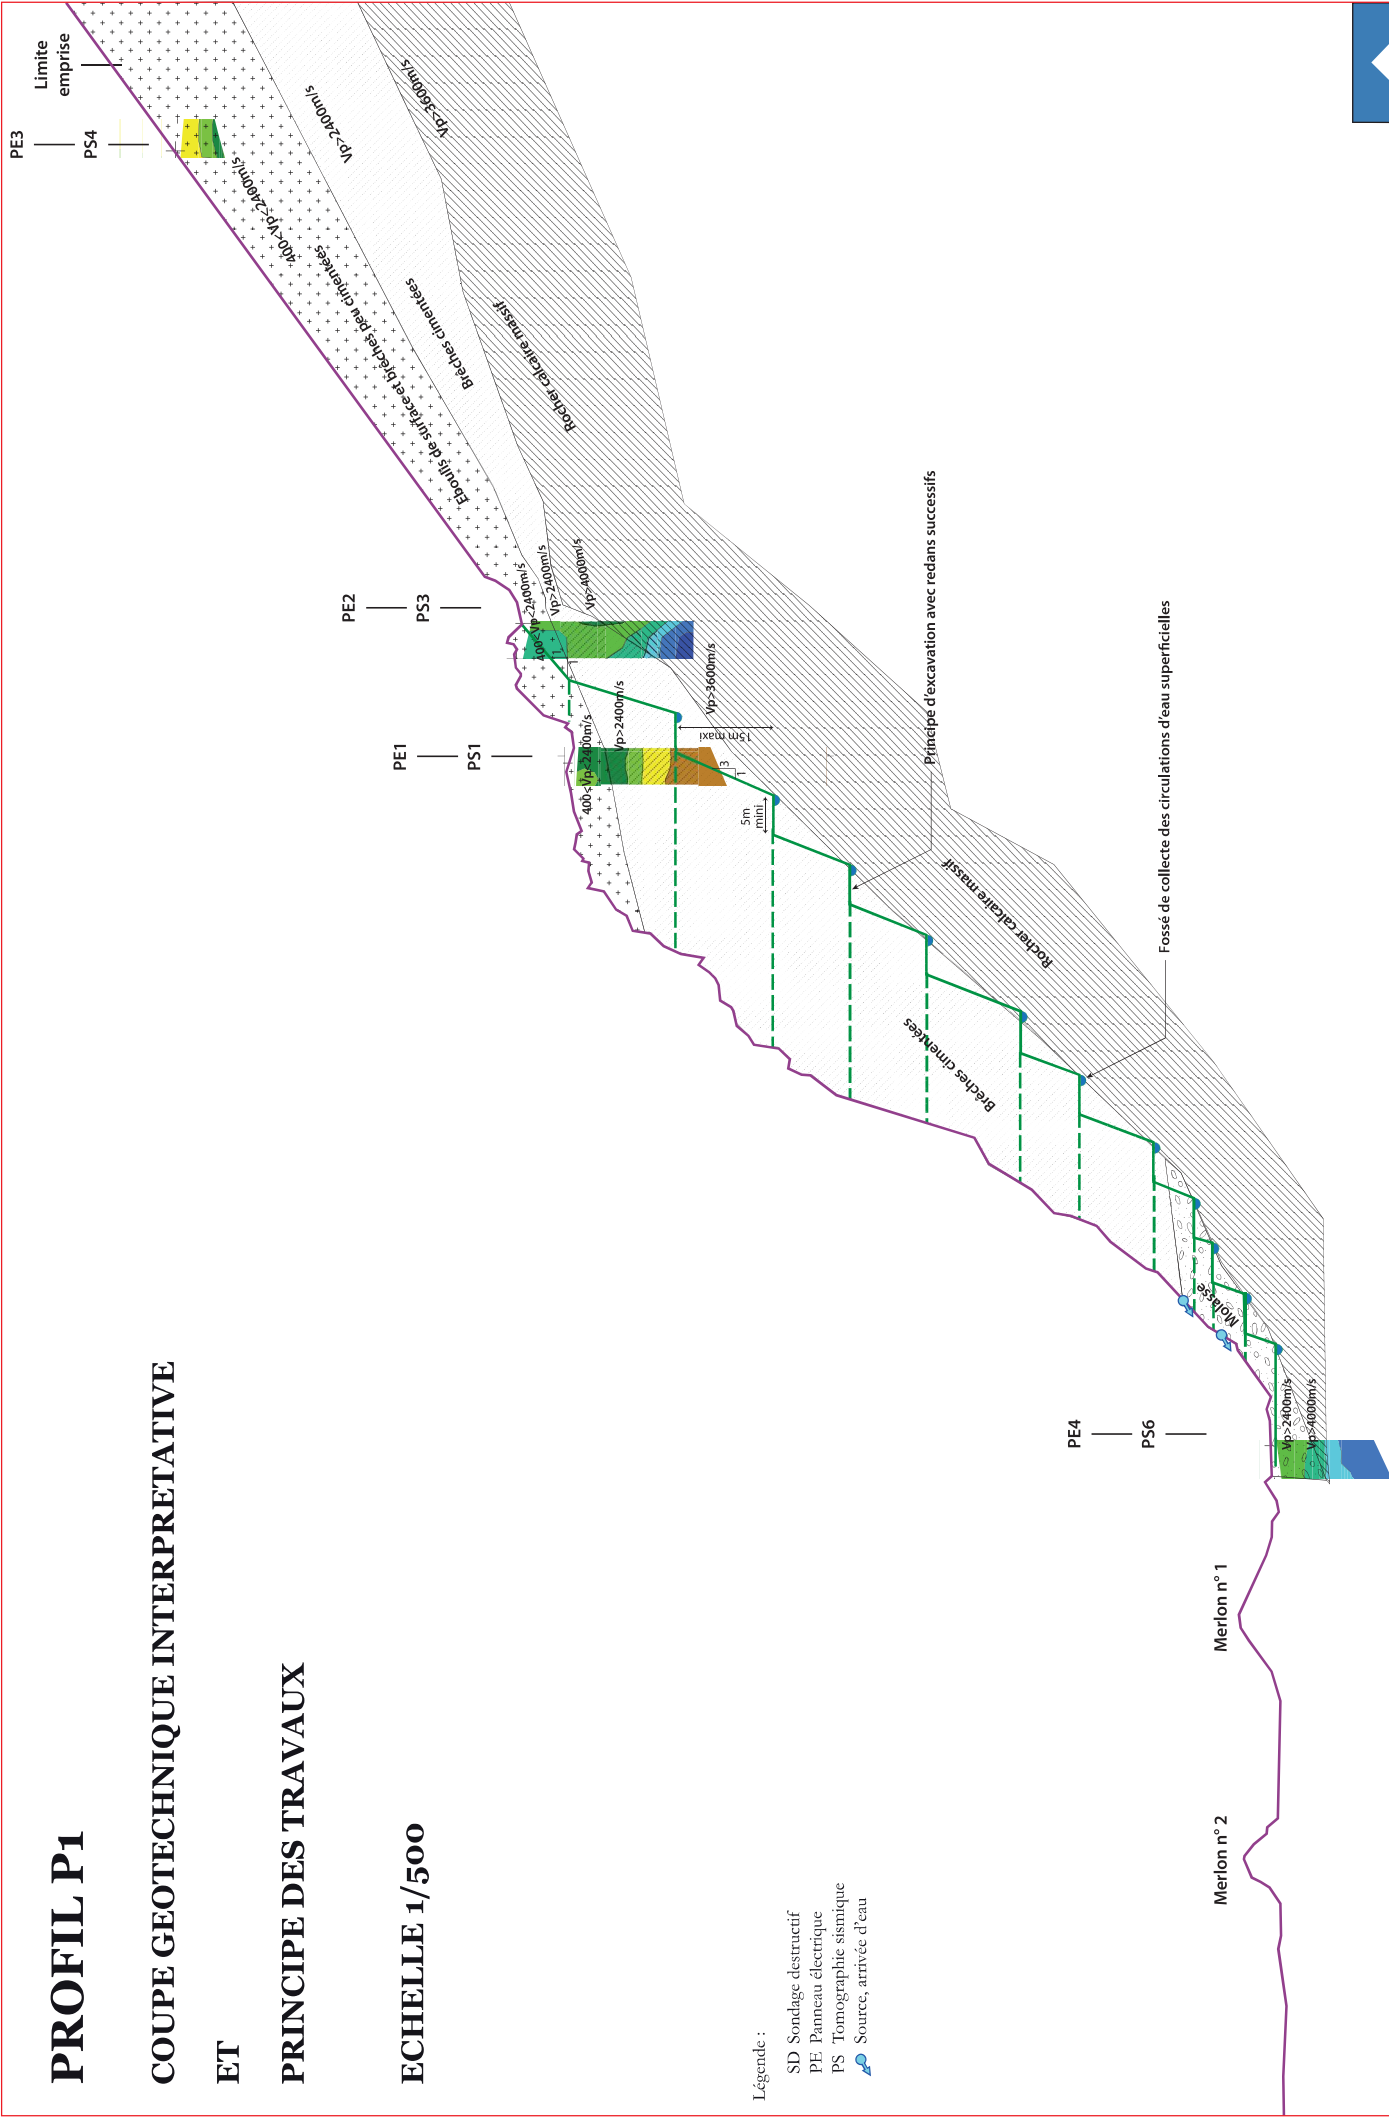 PROFIL P1
COUPE GEOTECHNIQUE INTERPRETATIVE
ET
PRINCIPE DES TRAVAUX
ECHELLE 1/500
Légende :
SD Sondage destructif
PE Panneau électrique
PS Tomographie sismique
Source, arrivée d'eau
Merlon n° 2
Merlon n° 1
PE4
PS6
Vp>2400m/s
Vp>4000m/s
Molasse
Fossé de collecte des circulations d'eau superficielles
Brêches cimentées
Rocher calcaire massif
Principe d'excavation avec redans successifs
5m
mini
15m maxi
3
1
PE1
PS1
400<Vp<2400m/s
Vp>2400m/s
Vp>3600m/s
1
1
PE2
PS3
400<Vp<2400m/s
Vp>2400m/s
Vp>4000m/s
Eboulis de surface et brêches peu cimentées
Brêches cimentées
Rocher calcaire massif
400<Vp<2400m/s
Vp>2400m/s
Vp>3600m/s
PE3
PS4
Limite
emprise